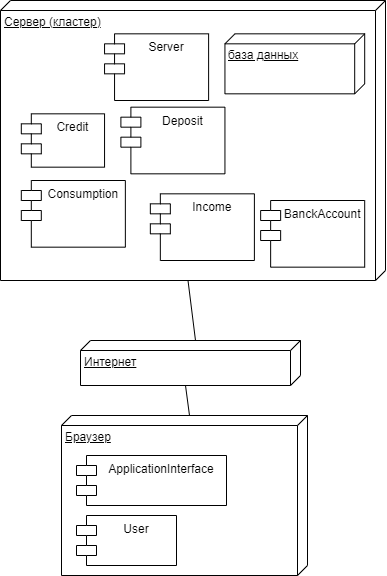 Сервер (кластер)
Server
база данных
Credit
Deposit
Consumption
Income
BanckAccount
Интернет
Браузер
ApplicationInterface
User